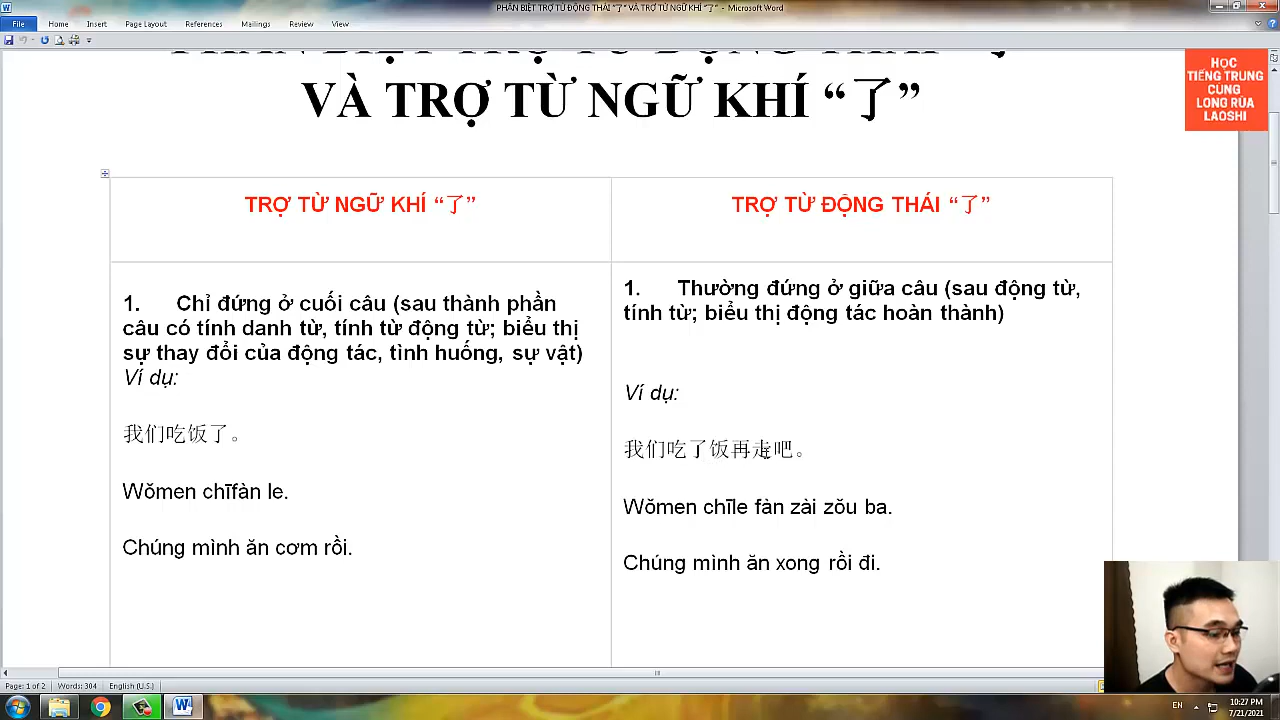 PHÂN BIỆT TRỢ TỪ ĐỘNG THÁI "了" VÀ TRỢ TỪ NGỮ KHÍ "了" - Microsoft Word
File Home Insert Page Layout References Mailings Review View
PHÂN BIỆT TRỢ TỪ ĐỘNG THÁI “了”
VÀ TRỢ TỪ NGỮ KHÍ “了”
HỌC
TIẾNG TRUNG
CÙNG
LONG RÙA
LAOSHI
TRỢ TỪ NGỮ KHÍ “了”
1. Chỉ đứng ở cuối câu (sau thành phần
câu có tính danh từ, tính từ động từ; biểu thị
sự thay đổi của động tác, tình huống, sự vật)
Ví dụ:
我们吃饭了。
Wǒmen chīfàn le.
Chúng mình ăn cơm rồi.
TRỢ TỪ ĐỘNG THÁI “了”
1. Thường đứng ở giữa câu (sau động từ,
tính từ; biểu thị động tác hoàn thành)
Ví dụ:
我们吃了饭再走吧。
Wǒmen chīle fàn zài zǒu ba.
Chúng mình ăn xong rồi đi.
Page: 1 of 2 Words: 304 English (U.S.)
EN 10:27 PM
7/21/2021